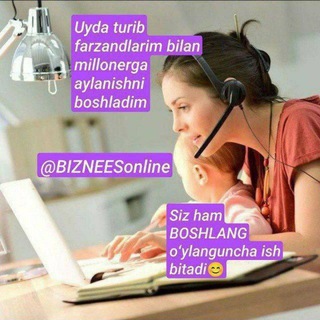 Uyda turib
farzandlarim bilan
millonerga
aylanishni
boshladim
@BIZNEESonline
Siz ham
BOSHLANG
o'ylanguncha ish
bitadi😊